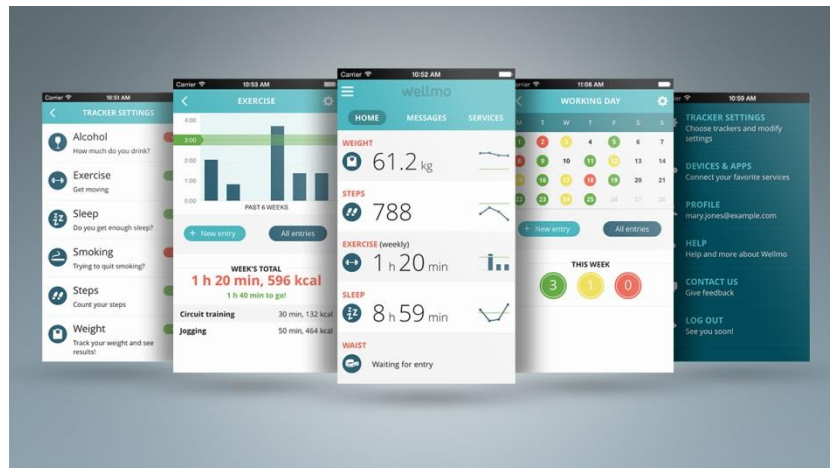 Carrier 10:51 AM
TRACKER SETTINGS
Alcohol
How much do you drink?
Exercise
Get moving
Sleep
Do you get enough sleep?
Smoking
Trying to quit smoking?
Steps
Count your steps
Weight
Track your weight and see
results!
Carrier 10:53 AM
EXERCISE
4:00
3:00
2:00
1:00
0:00
PAST 6 WEEKS
+ New entry All entries
WEEK'S TOTAL
1 h 20 min, 596 kcal
1 h 40 min to go!
Circuit training 30 min, 132 kcal
Jogging 50 min, 464 kcal
Carrier 10:52 AM
wellmo
HOME MESSAGES SERVICES
WEIGHT
61.2 kg
STEPS
788
EXERCISE (weekly)
1 h 20 min
SLEEP
8 h 59 min
WAIST
Waiting for entry
11:06 AM
WORKING DAY
M T W T F S S
1 2 3 4 5 6 7
8 9 10 11 12 13 14
15 16 17 18 19 20 21
22 23 24 25 26 27 28
+ New entry All entries
THIS WEEK
3 1 0
10:59 AM
TRACKER SETTINGS
Choose trackers and modify
settings
DEVICES & APPS
Connect your favorite services
PROFILE
mary.jones@example.com
HELP
Help and more about Wellmo
CONTACT US
Give feedback
LOG OUT
See you soon!